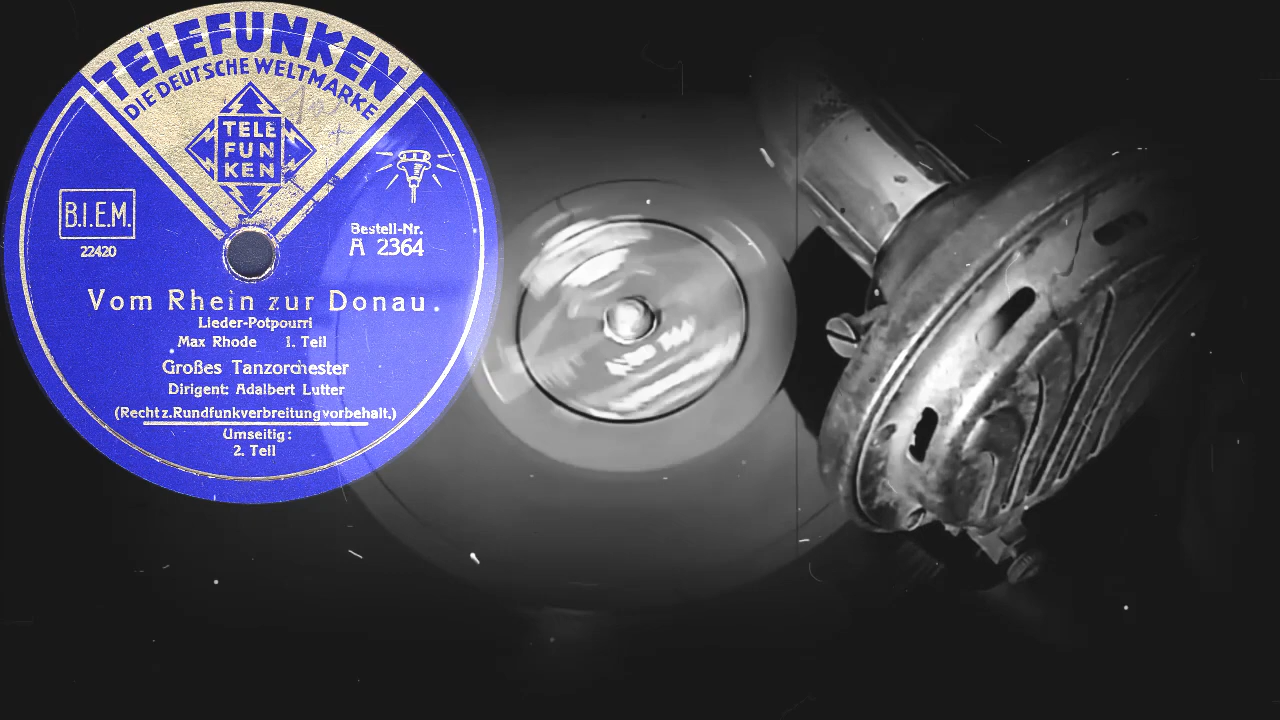 TELEFUNKEN
DIE DEUTSCHE WELTMARKE
TELE
FUN
KEN
B.I.E.M.
22420
Bestell-Nr.
A 2364
Vom Rhein zur Donau.
Lieder-Potpourri
Max Rhode 1. Teil
Großes Tanzorchester
Dirigent: Adalbert Lutter
(Recht z. Rundfunkverbreitung vorbehalt.)
Umseitig:
2. Teil